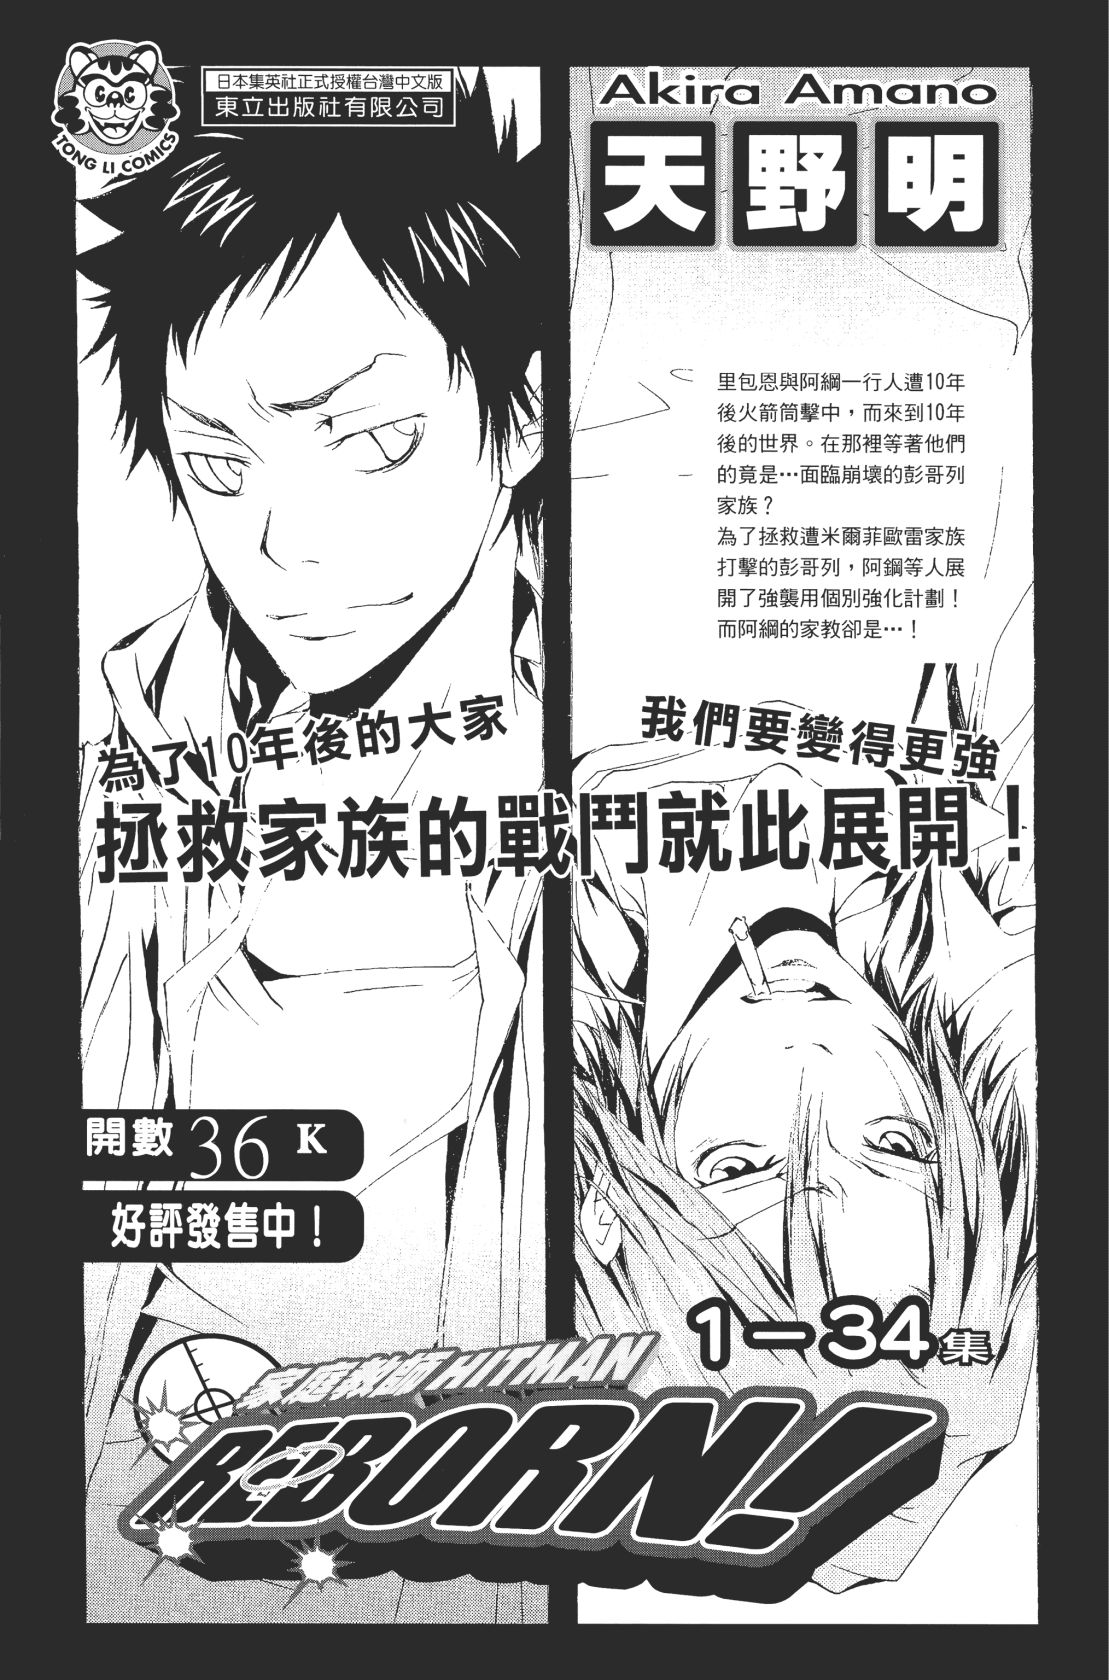 TONG LI COMICS
日本集英社正式授權台灣中文版
東立出版社有限公司
Akira Amano
天野明
里包恩與阿綱一行人遭10年
後火箭筒擊中，而來到10年
後的世界。在那裡等著他們
的竟是…面臨崩壞的彭哥列
家族？
為了拯救遭米爾菲歐雷家族
打擊的彭哥列，阿鋼等人展
開了強襲用個別強化計劃！
而阿綱的家教卻是…！
為了10年後的大家
我們要變得更強
拯救家族的戰鬥就此展開！
開數36K
好評發售中！
1－34集
家庭教師HITMAN
REBORN!